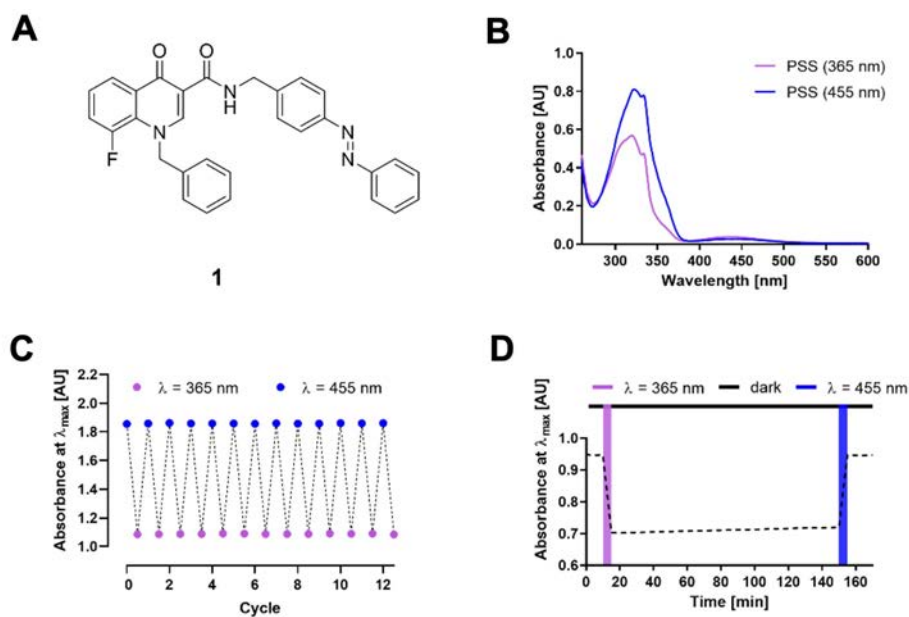 A
O
O
N
H
N
F
N
N
1
B
Absorbance [AU]
1.0
0.8
0.6
0.4
0.2
0.0
PSS (365 nm)
PSS (455 nm)
300
350
400
450
500
550
600
Wavelength [nm]
C
Absorbance at λmax [AU]
2.2
2.0
1.8
1.6
1.4
1.2
1.0
λ = 365 nm
λ = 455 nm
0
2
4
6
8
10
12
Cycle
D
λ = 365 nm
dark
λ = 455 nm
Absorbance at λmax [AU]
1.0
0.9
0.8
0.7
0.6
0
20
40
60
80
100
120
140
160
Time [min]